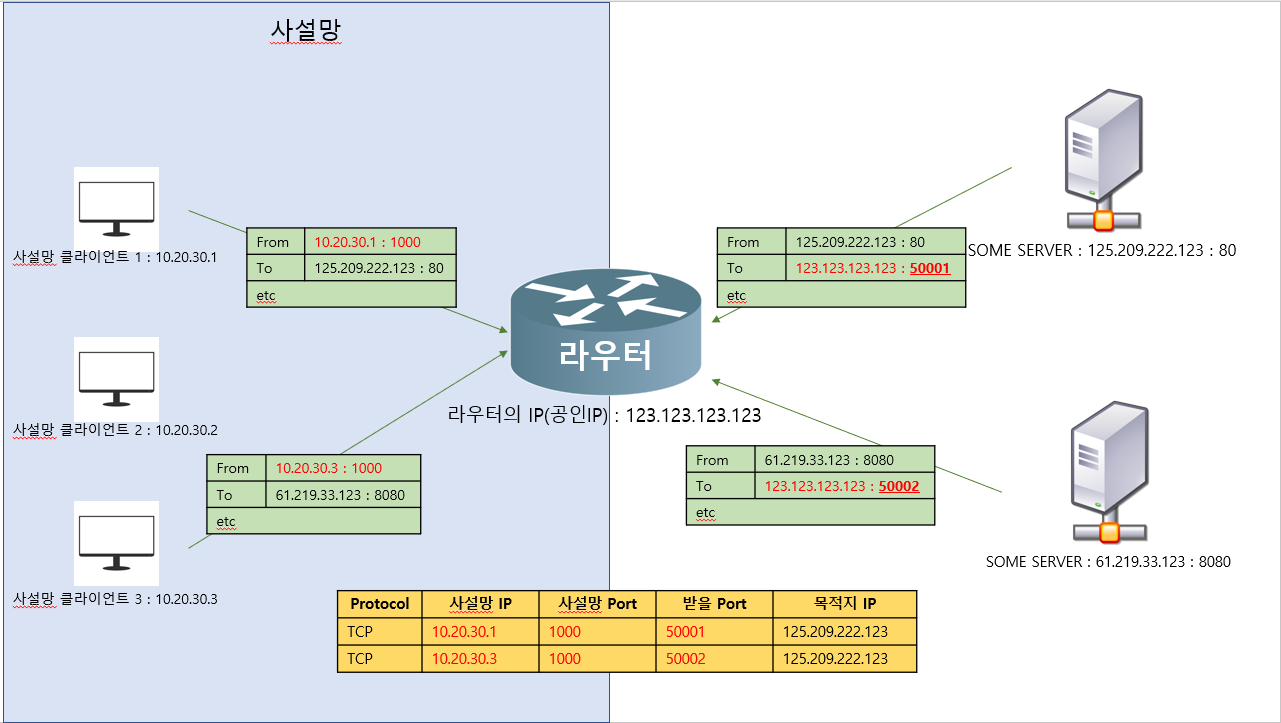 사설망
사설망 클라이언트 1 : 10.20.30.1
From 10.20.30.1 : 1000
To 125.209.222.123 : 80
etc
From 125.209.222.123 : 80
To 123.123.123.123 : 50001
etc
SOME SERVER : 125.209.222.123 : 80
라우터
라우터의 IP(공인IP) : 123.123.123.123
사설망 클라이언트 2 : 10.20.30.2
From 10.20.30.3 : 1000
To 61.219.33.123 : 8080
etc
From 61.219.33.123 : 8080
To 123.123.123.123 : 50002
etc
SOME SERVER : 61.219.33.123 : 8080
사설망 클라이언트 3 : 10.20.30.3
Protocol 사설망 IP 사설망 Port 받을 Port 목적지 IP
TCP 10.20.30.1 1000 50001 125.209.222.123
TCP 10.20.30.3 1000 50002 125.209.222.123